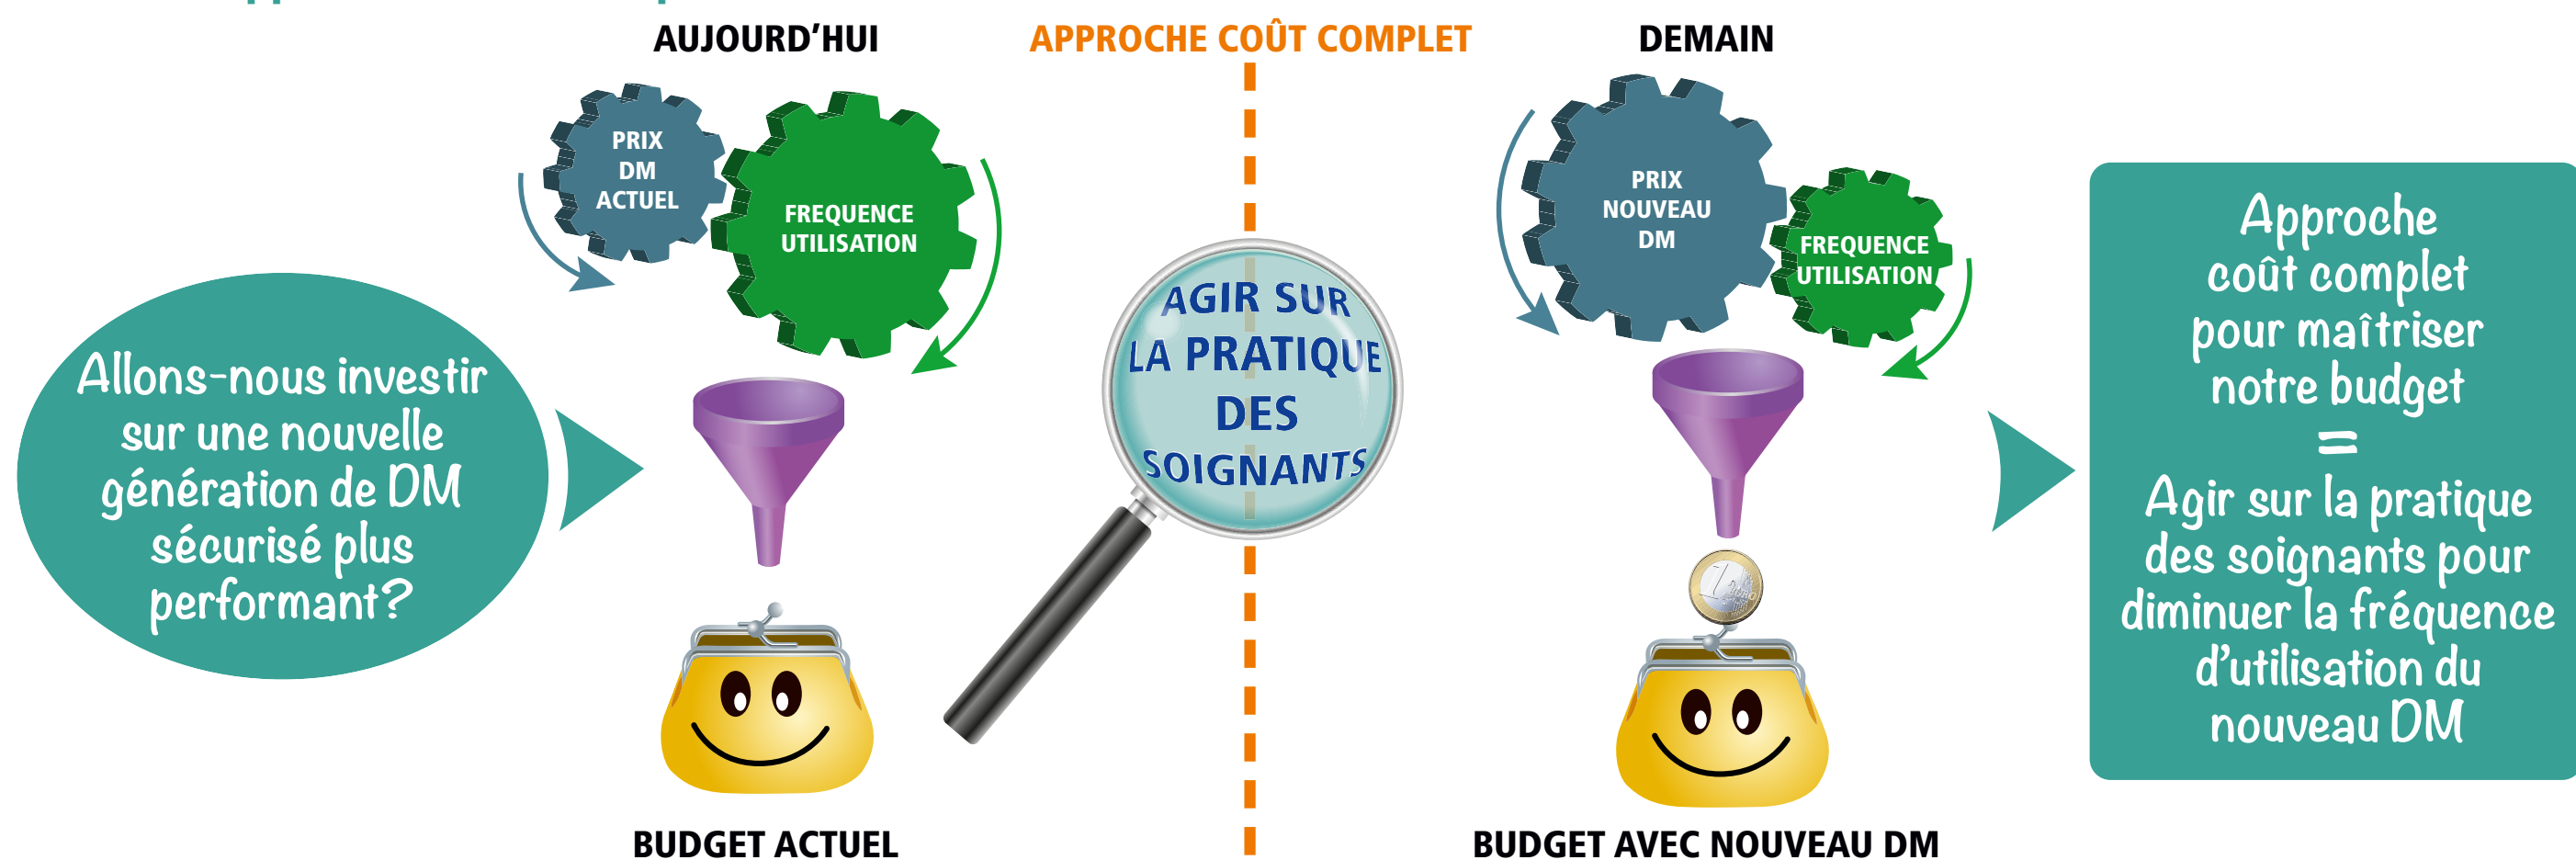 AUJOURD'HUI
APPROCHE COÛT COMPLET
DEMAIN
Allons-nous investir
sur une nouvelle
génération de DM
sécurisé plus
performant?
PRIX
DM
ACTUEL
FREQUENCE
UTILISATION
BUDGET ACTUEL
AGIR SUR
LA PRATIQUE
DES
SOIGNANTS
PRIX
NOUVEAU
DM
FREQUENCE
UTILISATION
1
EURO
BUDGET AVEC NOUVEAU DM
Approche
coût complet
pour maîtriser
notre budget
=
Agir sur la pratique
des soignants pour
diminuer la fréquence
d'utilisation du
nouveau DM